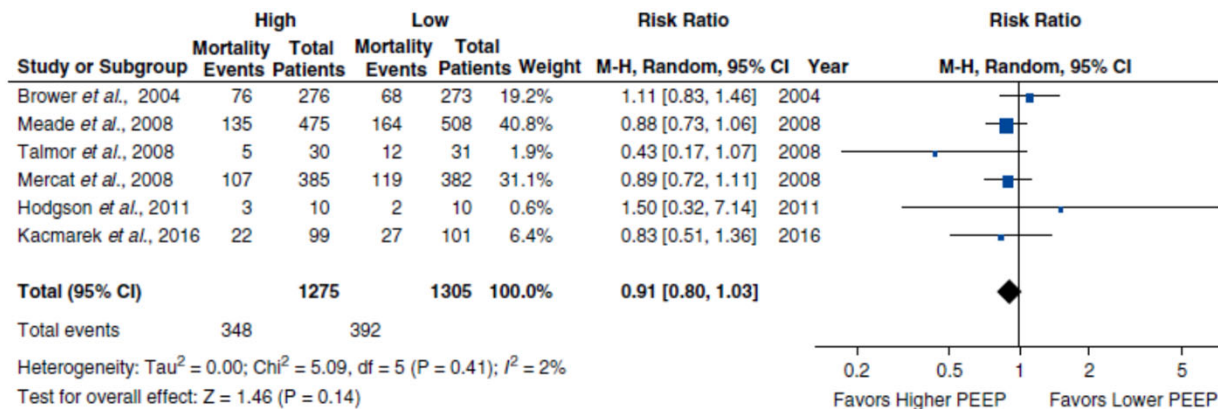 High Low Risk Ratio Risk Ratio
Mortality Total Mortality Total
Study or Subgroup Events Patients Events Patients Weight M-H, Random, 95% CI Year M-H, Random, 95% CI
Brower et al., 2004 76 276 68 273 19.2% 1.11 [0.83, 1.46] 2004
Meade et al., 2008 135 475 164 508 40.8% 0.88 [0.73, 1.06] 2008
Talmor et al., 2008 5 30 12 31 1.9% 0.43 [0.17, 1.07] 2008
Mercat et al., 2008 107 385 119 382 31.1% 0.89 [0.72, 1.11] 2008
Hodgson et al., 2011 3 10 2 10 0.6% 1.50 [0.32, 7.14] 2011
Kacmarek et al., 2016 22 99 27 101 6.4% 0.83 [0.51, 1.36] 2016
Total (95% CI) 1275 1305 100.0% 0.91 [0.80, 1.03]
Total events 348 392
Heterogeneity: Tau² = 0.00; Chi² = 5.09, df = 5 (P = 0.41); I² = 2%
Test for overall effect: Z = 1.46 (P = 0.14)
0.2 0.5 1 2 5
Favors Higher PEEP Favors Lower PEEP